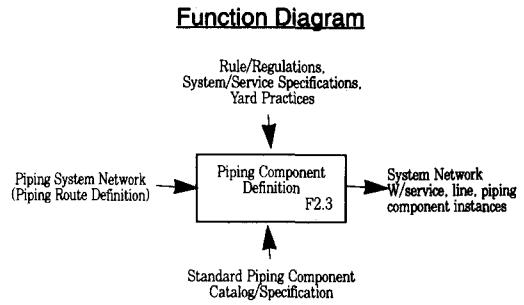 Function Diagram
Rule/Regulations,
System/Service Specifications,
Yard Practices
Piping System Network
(Piping Route Definition)
Piping Component
Definition
F2.3
System Network
W/service, line, piping
component instances
Standard Piping Component
Catalog/Specification